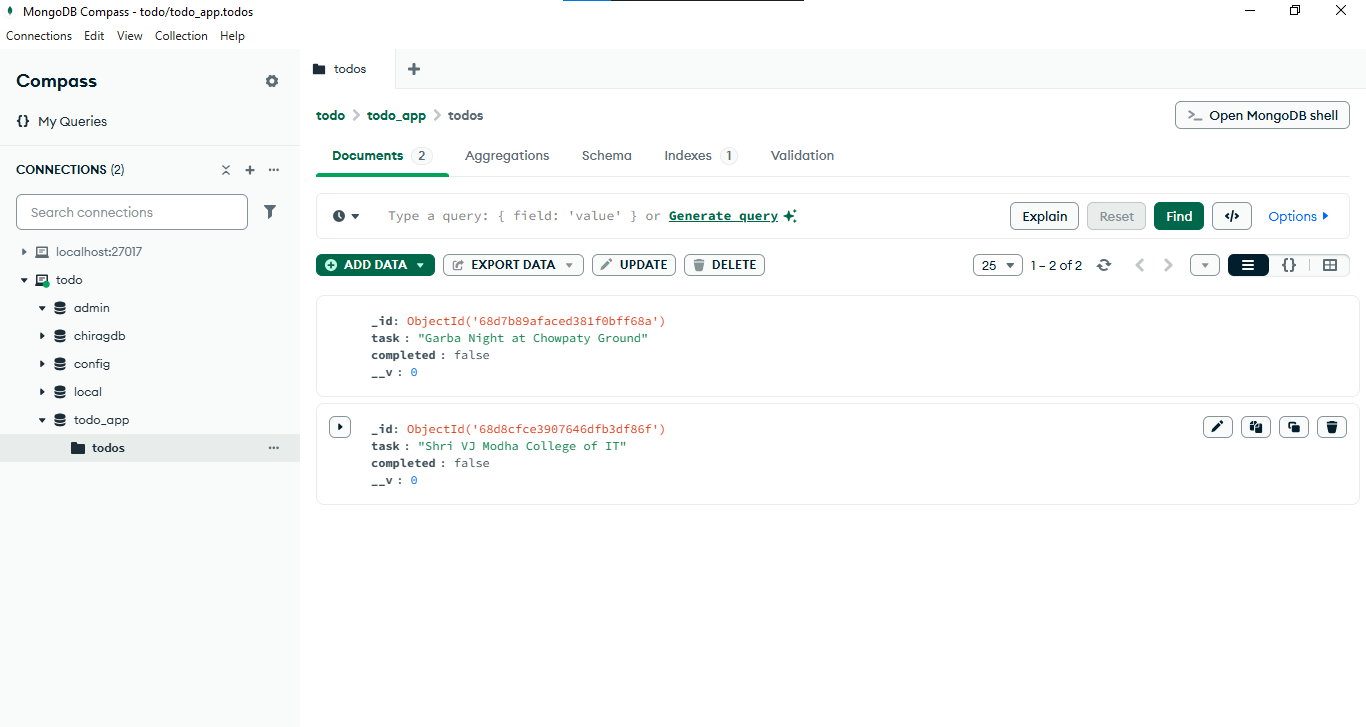 MongoDB Compass - todo/todo_app.todos
Connections Edit View Collection Help
Compass
{} My Queries
CONNECTIONS (2)
Search connections
localhost:27017
todo
admin
chiragdb
config
local
todo_app
todos
todos
todo > todo_app > todos
>_ Open MongoDB shell
Documents 2 Aggregations Schema Indexes 1 Validation
Type a query: { field: 'value' } or Generate query
Explain Reset Find </> Options
ADD DATA EXPORT DATA UPDATE DELETE
25 1 – 2 of 2 {}
_id: ObjectId('68d7b89afaced381f0bff68a')
task : "Garba Night at Chowpaty Ground"
completed : false
__v : 0
_id: ObjectId('68d8cfce3907646dfb3df86f')
task : "Shri VJ Modha College of IT"
completed : false
__v : 0